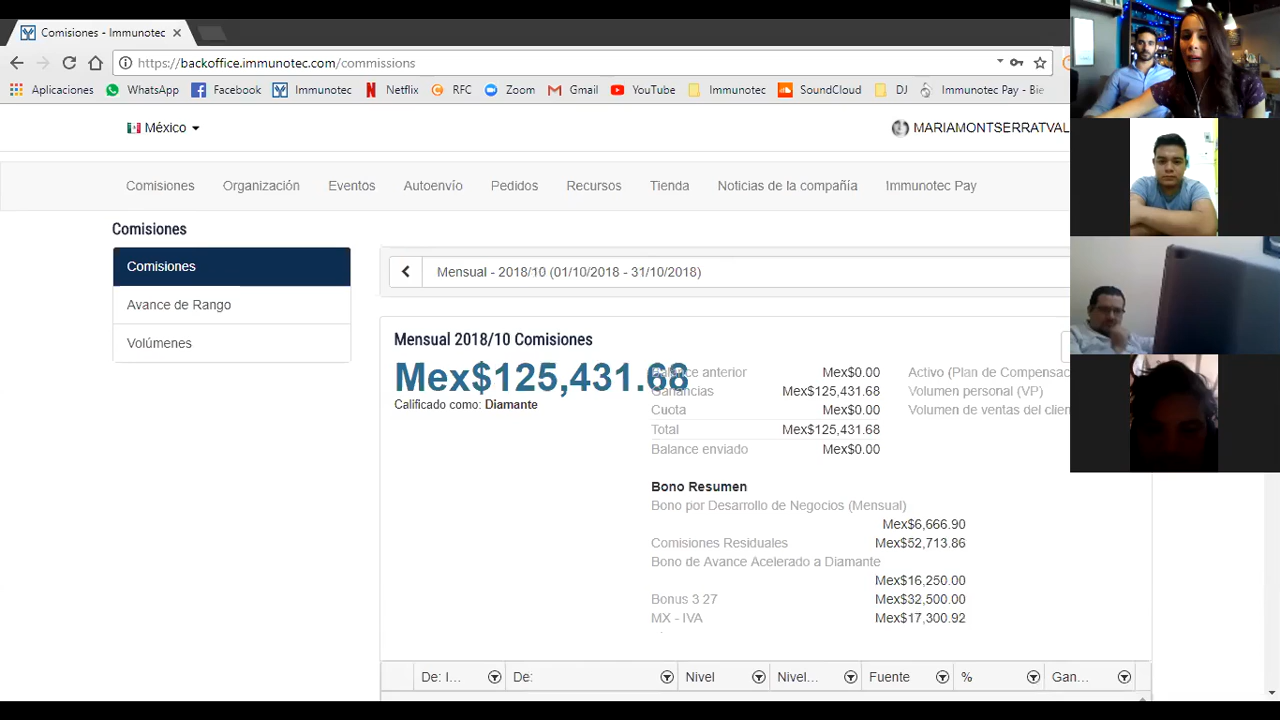 Comisiones - Immunotec
https://backoffice.immunotec.com/commissions
Aplicaciones WhatsApp Facebook Immunotec Netflix RFC Zoom Gmail YouTube Immunotec SoundCloud DJ Immunotec Pay - Bie
México
MARIAMONTSERRATVAL
Comisiones Organización Eventos Autoenvío Pedidos Recursos Tienda Noticias de la compañía Immunotec Pay
Comisiones
Comisiones
Avance de Rango
Volúmenes
Mensual - 2018/10 (01/10/2018 - 31/10/2018)
Mensual 2018/10 Comisiones
Mex$125,431.68
Calificado como: Diamante
Balance anterior Mex$0.00
Ganancias Mex$125,431.68
Cuota Mex$0.00
Total Mex$125,431.68
Balance enviado Mex$0.00
Activo (Plan de Compensac
Volumen personal (VP)
Volumen de ventas del clien
Bono Resumen
Bono por Desarrollo de Negocios (Mensual)
Mex$6,666.90
Comisiones Residuales Mex$52,713.86
Bono de Avance Acelerado a Diamante
Mex$16,250.00
Bonus 3 27 Mex$32,500.00
MX - IVA Mex$17,300.92
De: I... De: Nivel Nivel... Fuente % Gan...